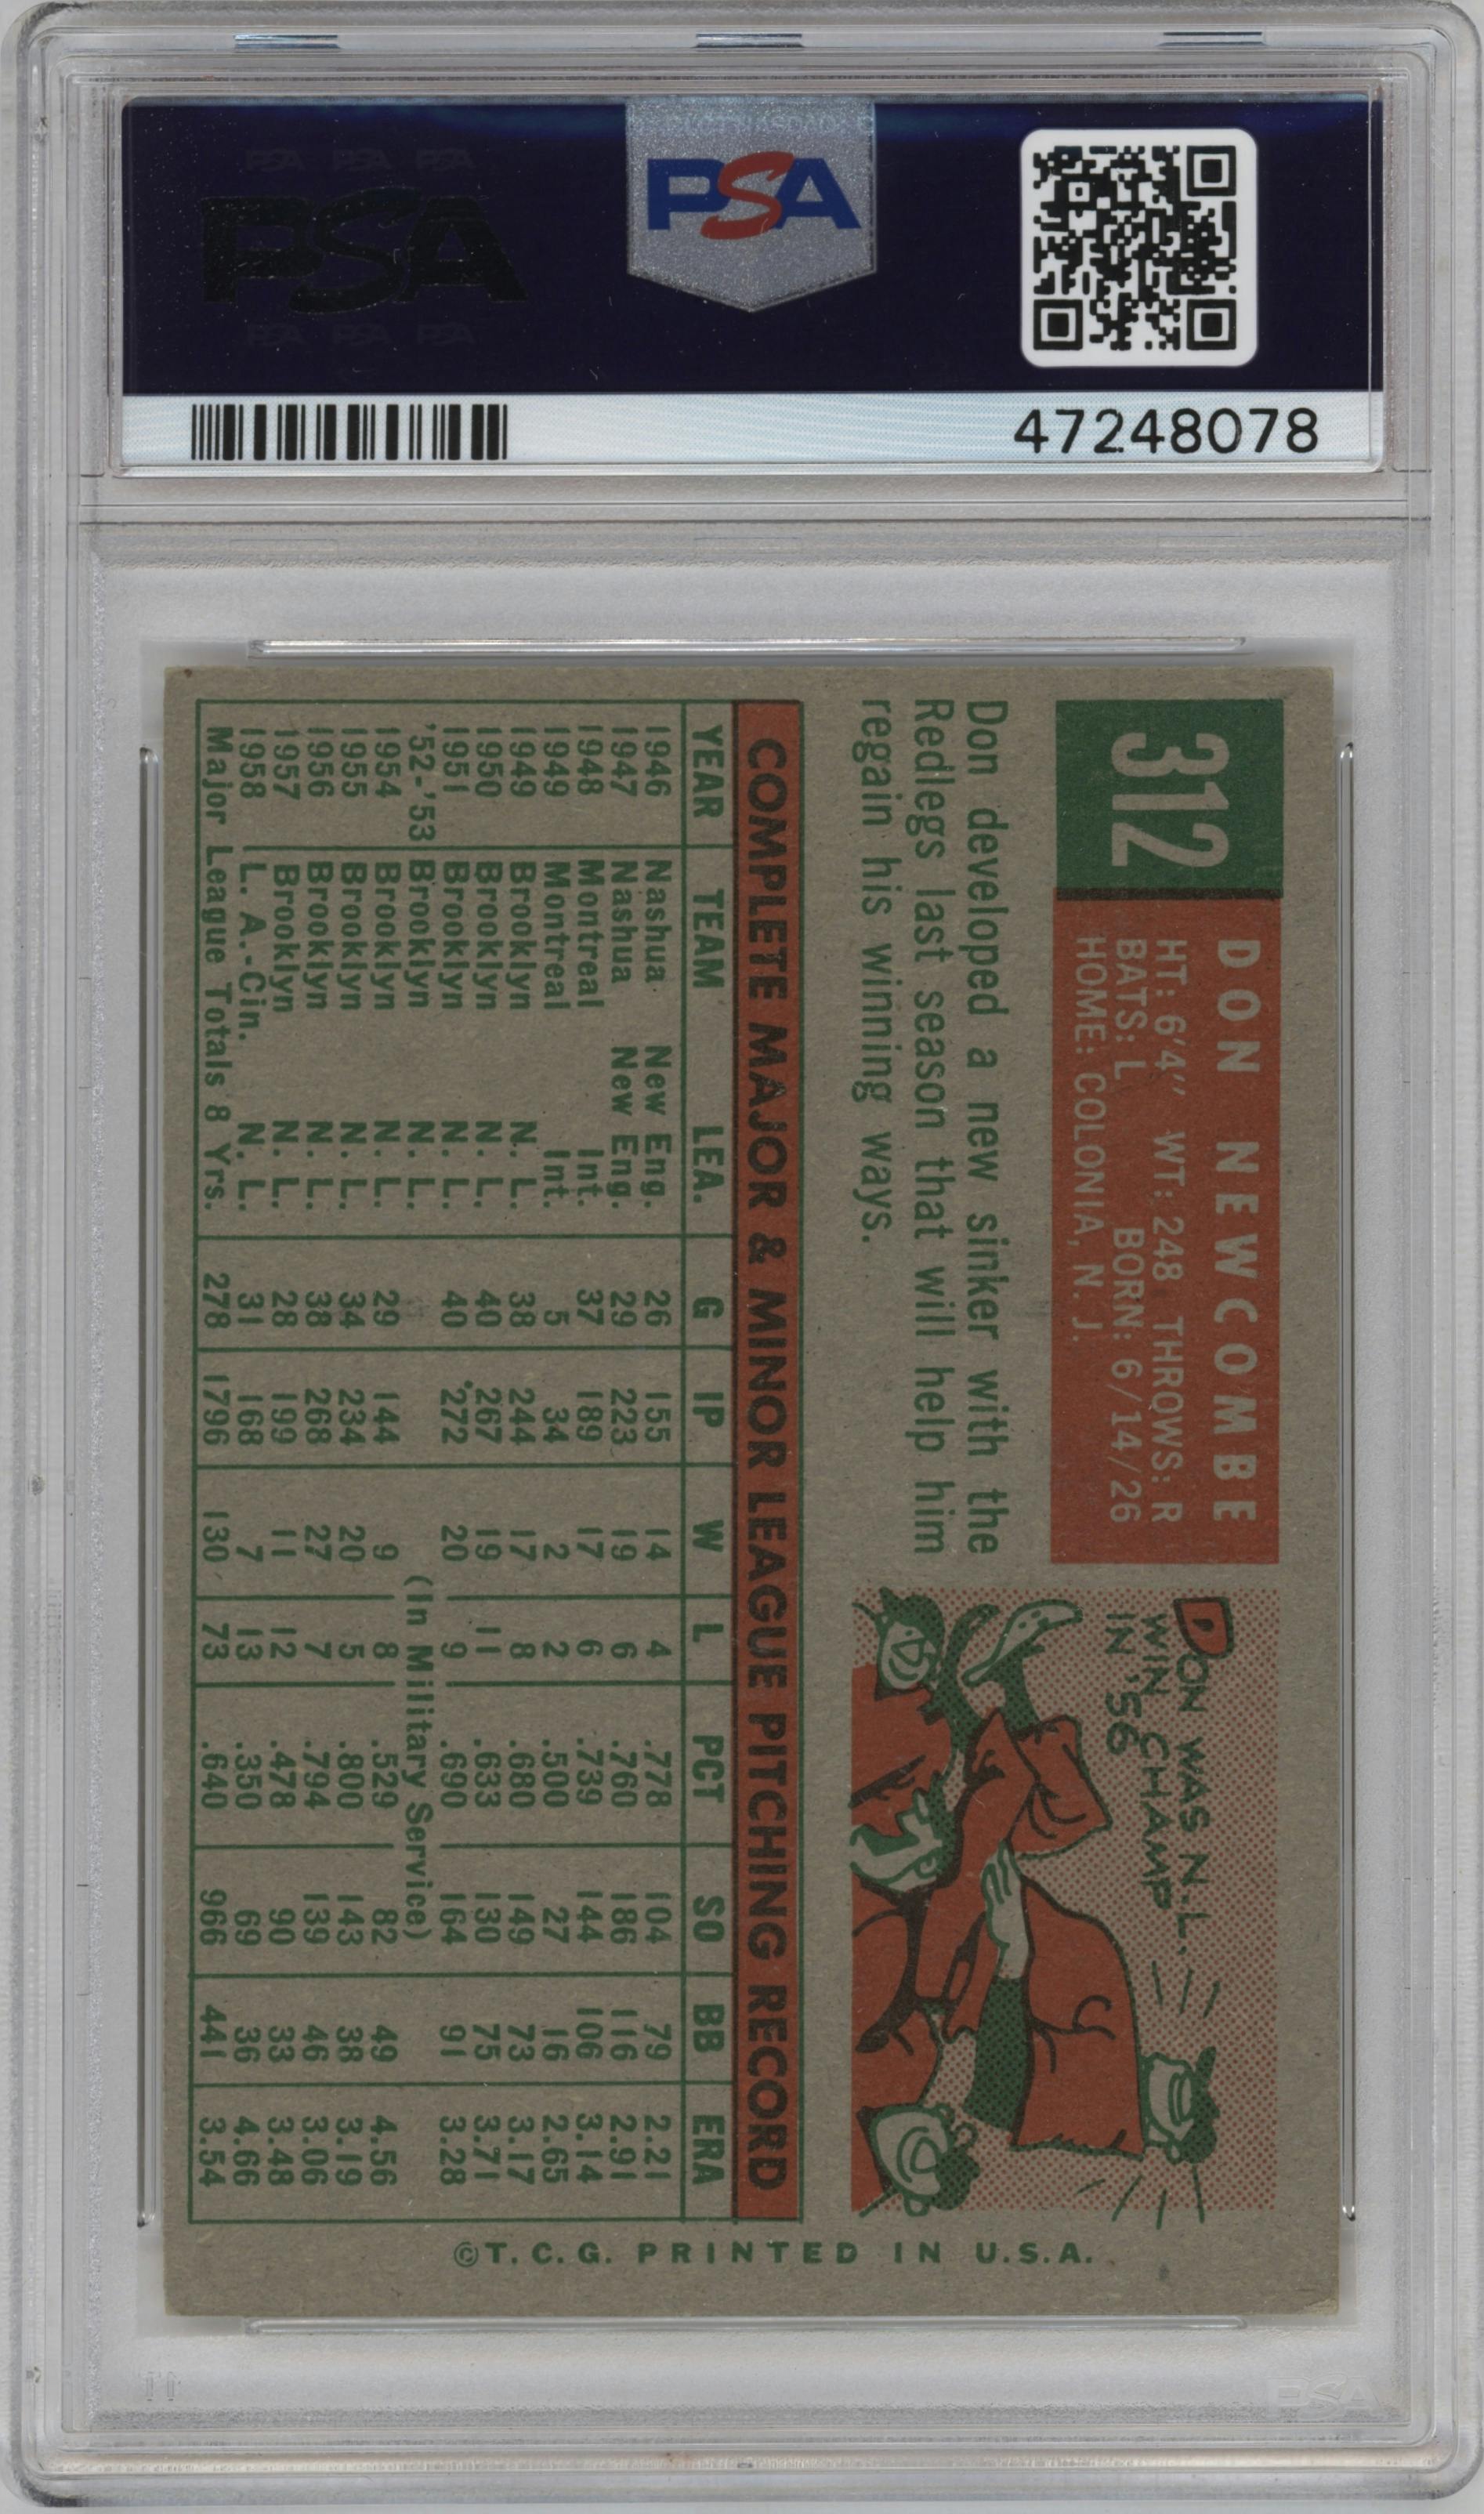 PSA PSA PSA
PSA
PSA PSA PSA
PSA
47248078
312
DON NEWCOMBE
HT: 6'4" WT: 248 THROWS: R
BATS: L BORN: 6/14/26
HOME: COLONIA, N. J.
Don developed a new sinker with the
Redlegs last season that will help him
regain his winning ways.
DON WAS N.L.
WIN CHAMP
IN '56
COMPLETE MAJOR & MINOR LEAGUE PITCHING RECORD
YEAR TEAM LEA. G IP W L PCT SO BB ERA
1946 Nashua New Eng. 26 155 14 4 .778 104 79 2.21
1947 Nashua New Eng. 29 223 19 6 .760 186 116 2.91
1948 Montreal Int. 37 189 17 6 .739 144 106 3.14
1949 Montreal Int. 5 34 2 2 .500 27 16 2.65
1949 Brooklyn N. L. 38 244 17 8 .680 149 73 3.17
1950 Brooklyn N. L. 40 267 19 11 .633 130 75 3.71
1951 Brooklyn N. L. 40 272 20 9 .690 164 91 3.28
'52-'53 Brooklyn N. L. (In Military Service)
1954 Brooklyn N. L. 29 144 9 8 .529 82 49 4.56
1955 Brooklyn N. L. 34 234 20 5 .800 143 38 3.19
1956 Brooklyn N. L. 38 268 27 7 .794 139 46 3.06
1957 Brooklyn N. L. 28 199 11 12 .478 90 33 3.48
1958 L. A.-Cin. N. L. 31 168 7 13 .350 69 36 4.66
Major League Totals 8 Yrs. 278 1796 130 73 .640 966 441 3.54
©T. C. G. PRINTED IN U.S.A.
PSA